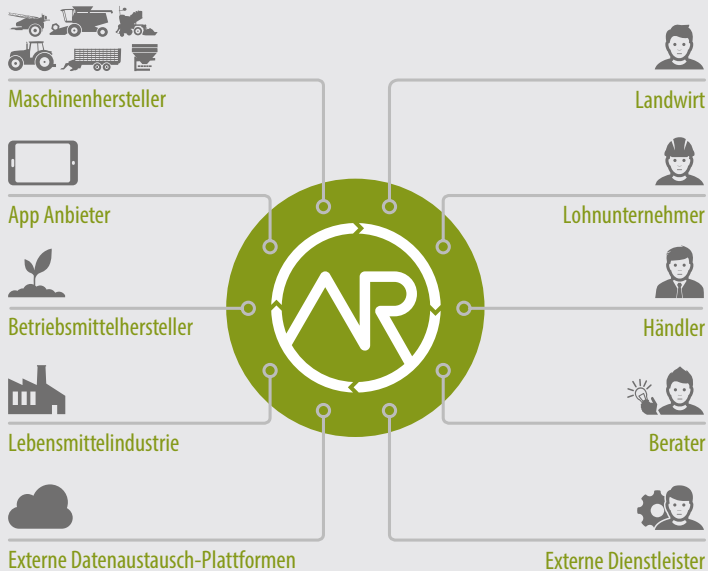 Maschinenhersteller
Landwirt
App Anbieter
Lohnunternehmer
AR
Betriebsmittelhersteller
Händler
Lebensmittelindustrie
Berater
Externe Datenaustausch-Plattformen
Externe Dienstleister